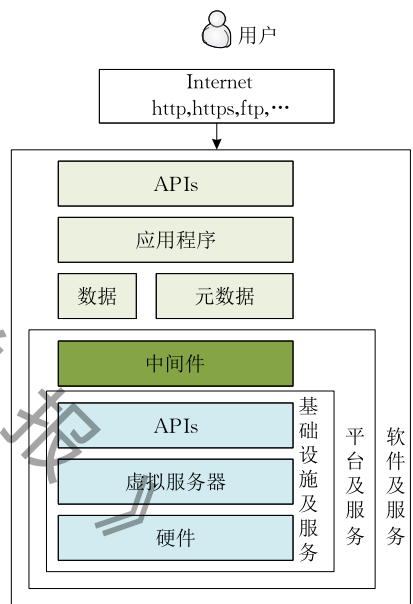 用户
Internet
http,https,ftp,…
APIs
应用程序
数据
元数据
中间件
APIs
虚拟服务器
硬件
基础设施及服务
平台及服务
软件及服务
报》